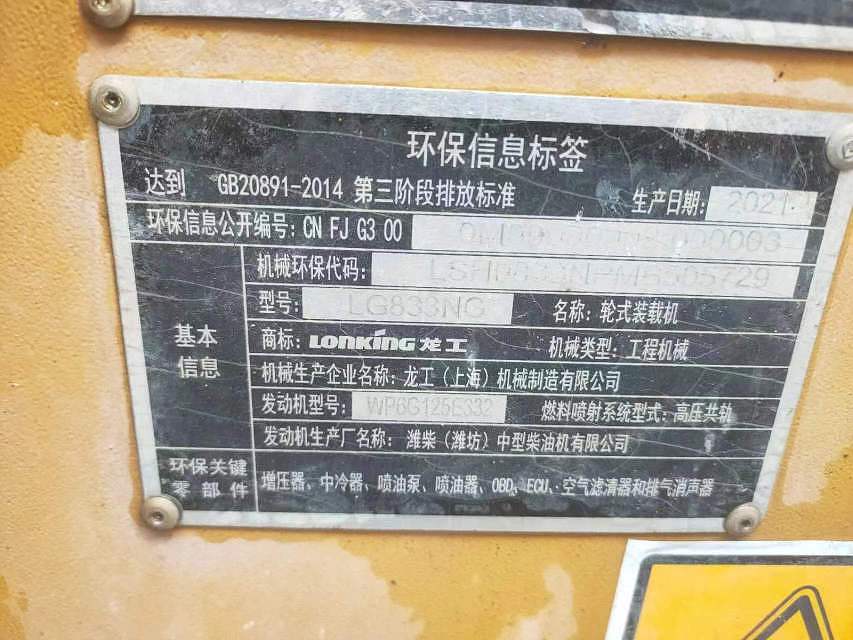 环保信息标签
达到 GB20891-2014 第三阶段排放标准 生产日期: 2021.
环保信息公开编号: CN FJ G3 00
机械环保代码:
型号: LG833NG 名称: 轮式装载机
基本信息
商标: LONKING 龙工 机械类型: 工程机械
机械生产企业名称: 龙工（上海）机械制造有限公司
发动机型号: WP6G125E332 燃料喷射系统型式: 高压共轨
发动机生产厂名称: 潍柴（潍坊）中型柴油机有限公司
环保关键
零部件
增压器、中冷器、喷油泵、喷油器、OBD、ECU、空气滤清器和排气消声器